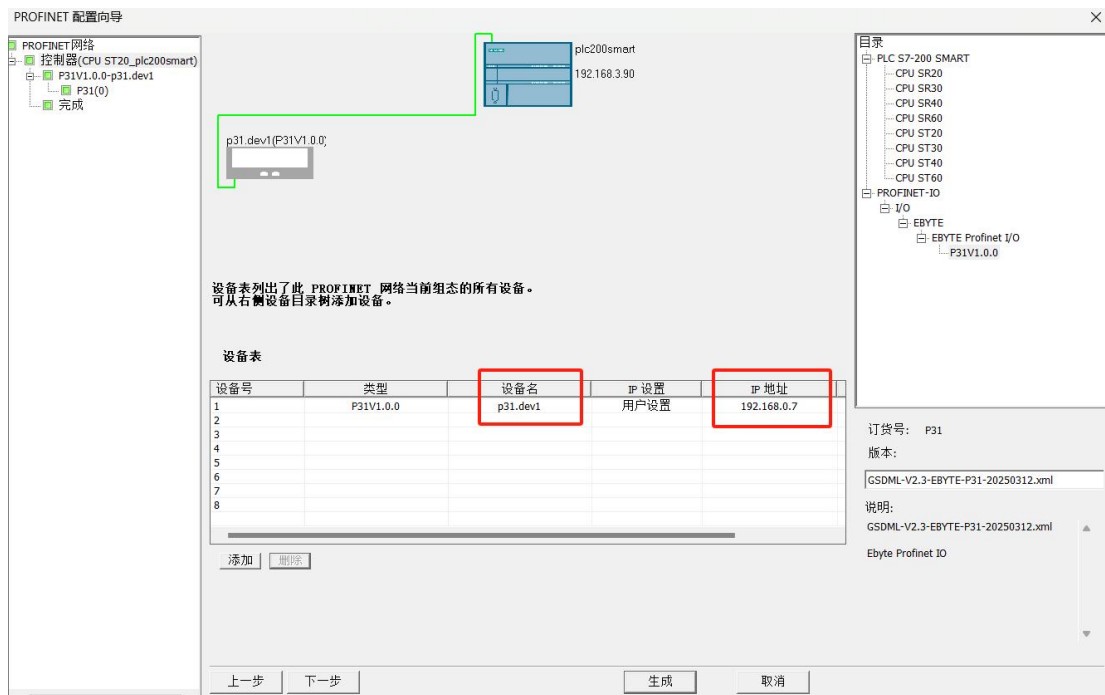 PROFINET 配置向导
PROFINET网络
控制器(CPU ST20_plc200smart)
P31V1.0.0-p31.dev1
P31(0)
完成
plc200smart
192.168.3.90
p31.dev1(P31V1.0.0)
设备表列出了此 PROFINET 网络当前组态的所有设备。
可从右侧设备目录树添加设备。
设备表
设备号 类型 设备名 IP 设置 IP 地址
1 P31V1.0.0 p31.dev1 用户设置 192.168.0.7
2
3
4
5
6
7
8
添加 删除
上一步 下一步 生成 取消
目录
PLC S7-200 SMART
CPU SR20
CPU SR30
CPU SR40
CPU SR60
CPU ST20
CPU ST30
CPU ST40
CPU ST60
PROFINET-IO
I/O
EBYTE
EBYTE Profinet I/O
P31V1.0.0
订货号: P31
版本:
GSDML-V2.3-EBYTE-P31-20250312.xml
说明:
GSDML-V2.3-EBYTE-P31-20250312.xml
Ebyte Profinet IO